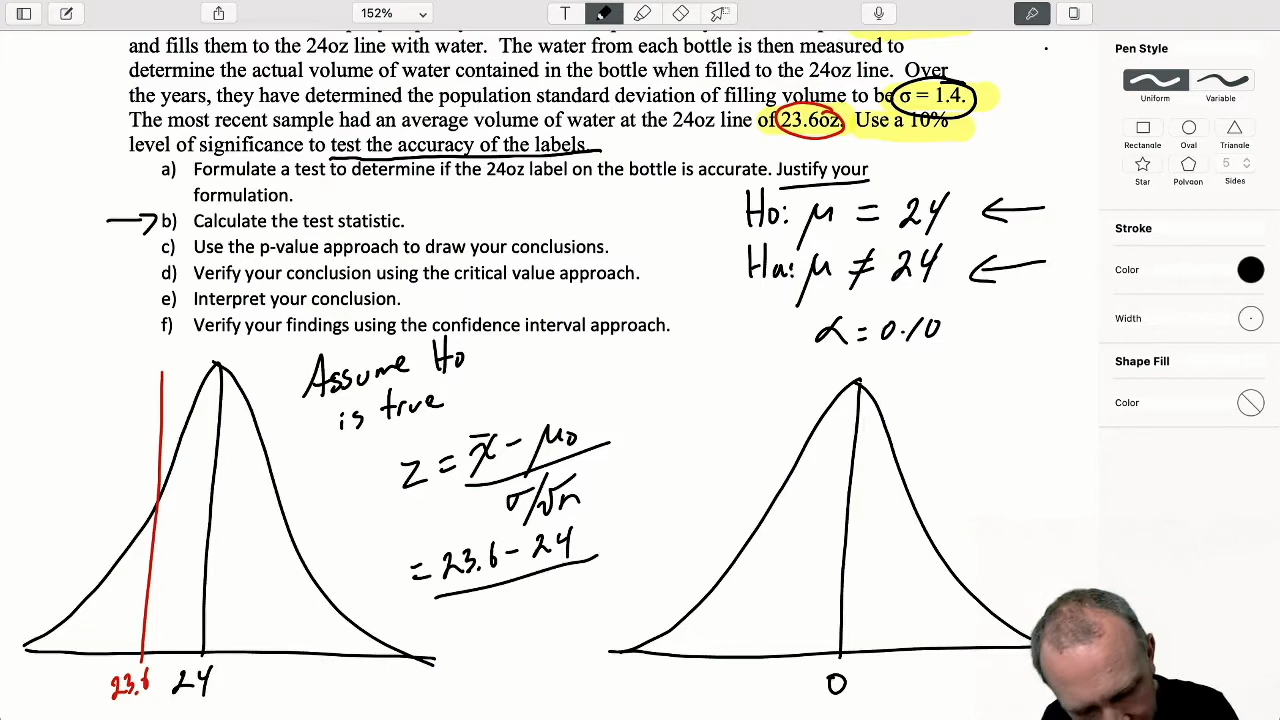 152%
T
and fills them to the 24oz line with water. The water from each bottle is then measured to
determine the actual volume of water contained in the bottle when filled to the 24oz line. Over
the years, they have determined the population standard deviation of filling volume to be σ = 1.4.
The most recent sample had an average volume of water at the 24oz line of 23.6oz. Use a 10%
level of significance to test the accuracy of the labels.
a) Formulate a test to determine if the 24oz label on the bottle is accurate. Justify your
formulation.
b) Calculate the test statistic.
c) Use the p-value approach to draw your conclusions.
d) Verify your conclusion using the critical value approach.
e) Interpret your conclusion.
f) Verify your findings using the confidence interval approach.
Ho: μ = 24
Ha: μ ≠ 24
α = 0.10
Assume Ho
is true
z = x̄ - μo
σ/√n
= 23.6 - 24
23.6 24
0
Pen Style
Uniform Variable
Rectangle Oval Triangle
5
Star Polygon Sides
Stroke
Color
Width
Shape Fill
Color